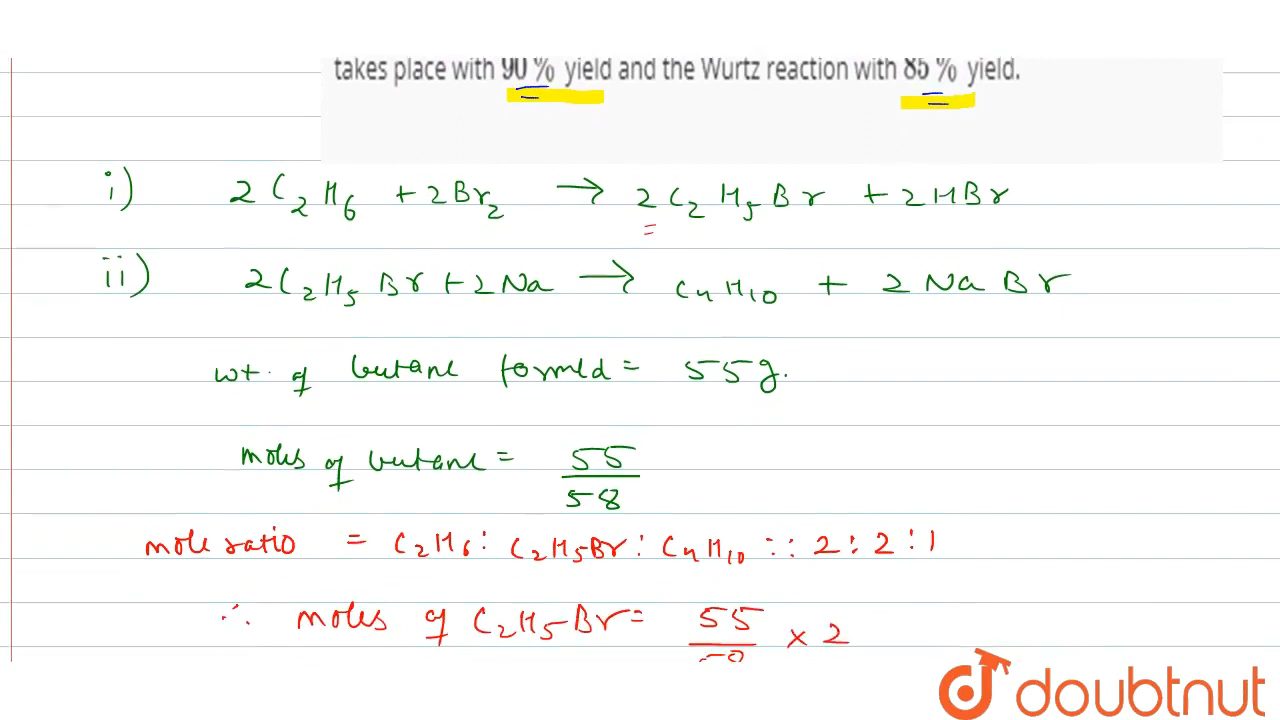 takes place with 90 % yield and the Wurtz reaction with 85 % yield.
i) 2C₂H₆ + 2Br₂ → 2C₂H₅Br + 2HBr
ii) 2C₂H₅Br + 2Na → C₄H₁₀ + 2NaBr
wt. of butane formed = 55g.
moles of butane = 55/58
mole ratio = C₂H₆ : C₂H₅Br : C₄H₁₀ :: 2 : 2 : 1
∴ moles of C₂H₅Br = 55/58 × 2
doubtnut